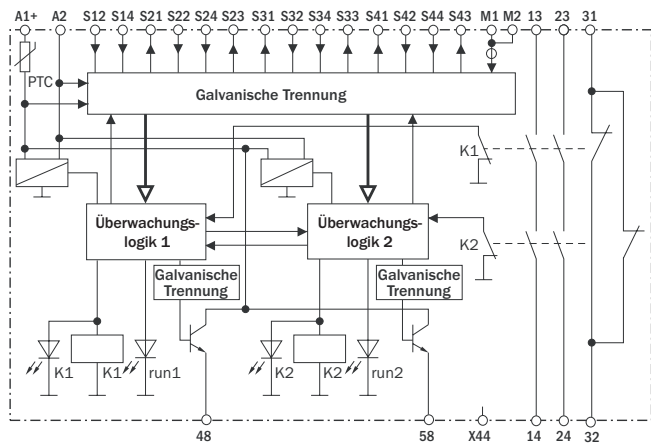 A1+ A2 S12 S14 S21 S22 S24 S23 S31 S32 S34 S33 S41 S42 S44 S43 M1 M2 13 23 31
PTC
Galvanische Trennung
K1
Überwachungs-
logik 1
Überwachungs-
logik 2
K2
Galvanische
Trennung
Galvanische
Trennung
K1 K1 run1 K2 K2 run2
48 58 X44 14 24 32